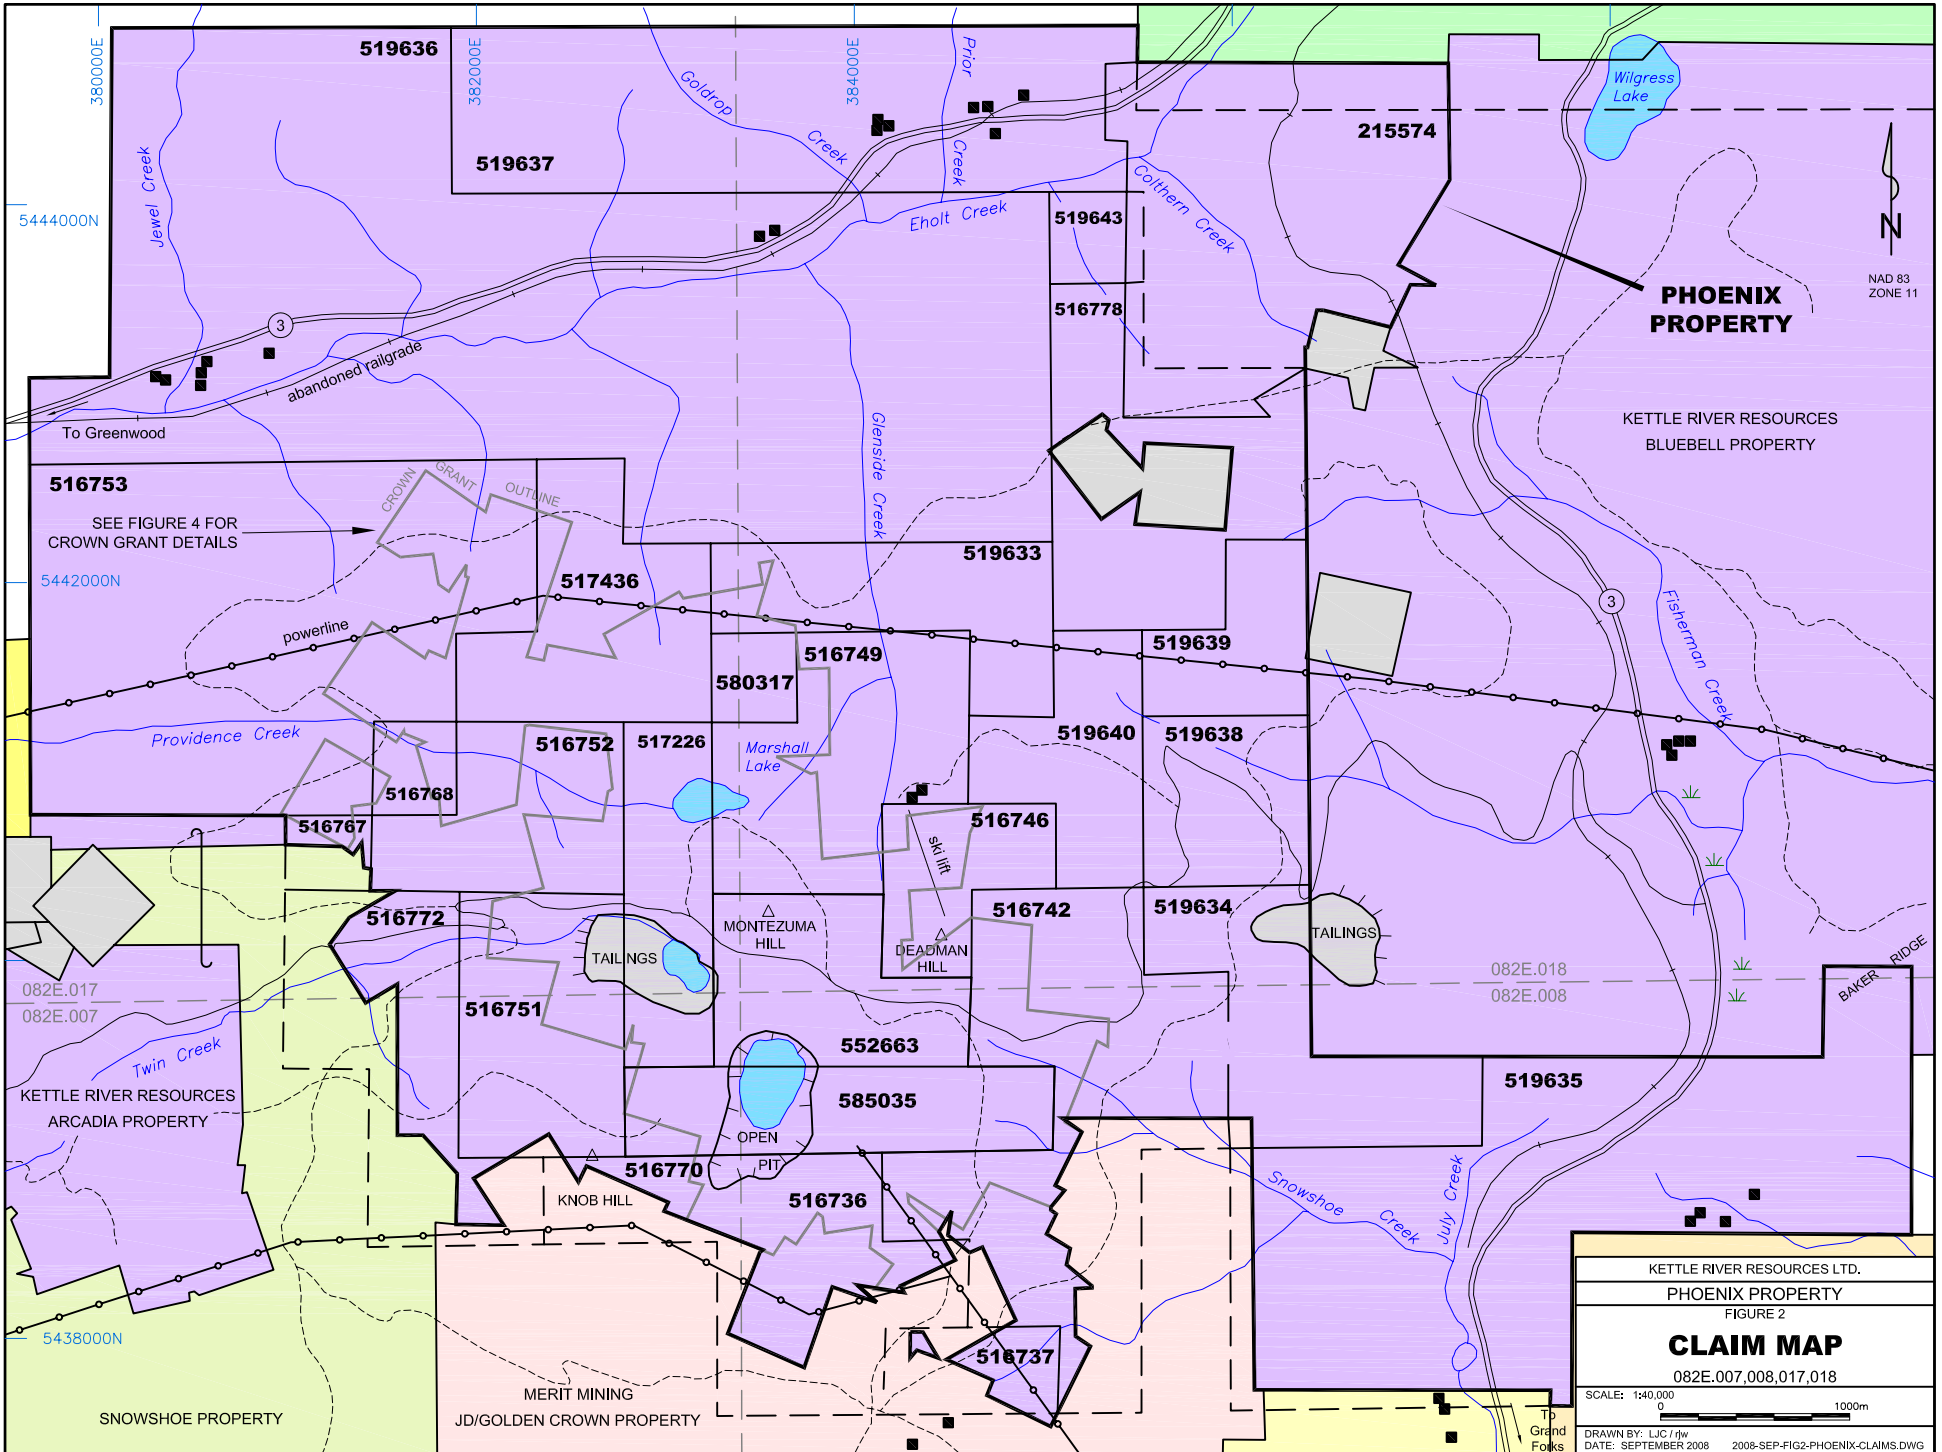 380000E
382000E
384000E
519636
Goldrop
Creek
Prior
Creek
Wilgress
Lake
215574
519637
Jewel Creek
Colthern Creek
Eholt Creek
519643
5444000N
N
NAD 83
ZONE 11
PHOENIX
PROPERTY
516778
3
abandoned railgrade
To Greenwood
Glenside Creek
KETTLE RIVER RESOURCES
BLUEBELL PROPERTY
516753
CROWN GRANT OUTLINE
SEE FIGURE 4 FOR
CROWN GRANT DETAILS
519633
5442000N
517436
3
Fisherman Creek
powerline
516749
519639
580317
Providence Creek
516752
517226
Marshall
Lake
519640
519638
516768
516767
516746
ski lift
516772
MONTEZUMA
HILL
516742
519634
DEADMAN
HILL
TAILINGS
TAILINGS
BAKER RIDGE
082E.017
082E.007
082E.018
082E.008
516751
552663
Twin Creek
KETTLE RIVER RESOURCES
ARCADIA PROPERTY
585035
519635
OPEN
PIT
516770
KNOB HILL
516736
Snowshoe
Creek
July Creek
5438000N
516737
MERIT MINING
JD/GOLDEN CROWN PROPERTY
SNOWSHOE PROPERTY
To
Grand
Forks
KETTLE RIVER RESOURCES LTD.
PHOENIX PROPERTY
FIGURE 2
CLAIM MAP
082E.007,008,017,018
SCALE: 1:40,000
0
1000m
DRAWN BY: LJC / rjw
DATE: SEPTEMBER 2008
2008-SEP-FIG2-PHOENIX-CLAIMS.DWG